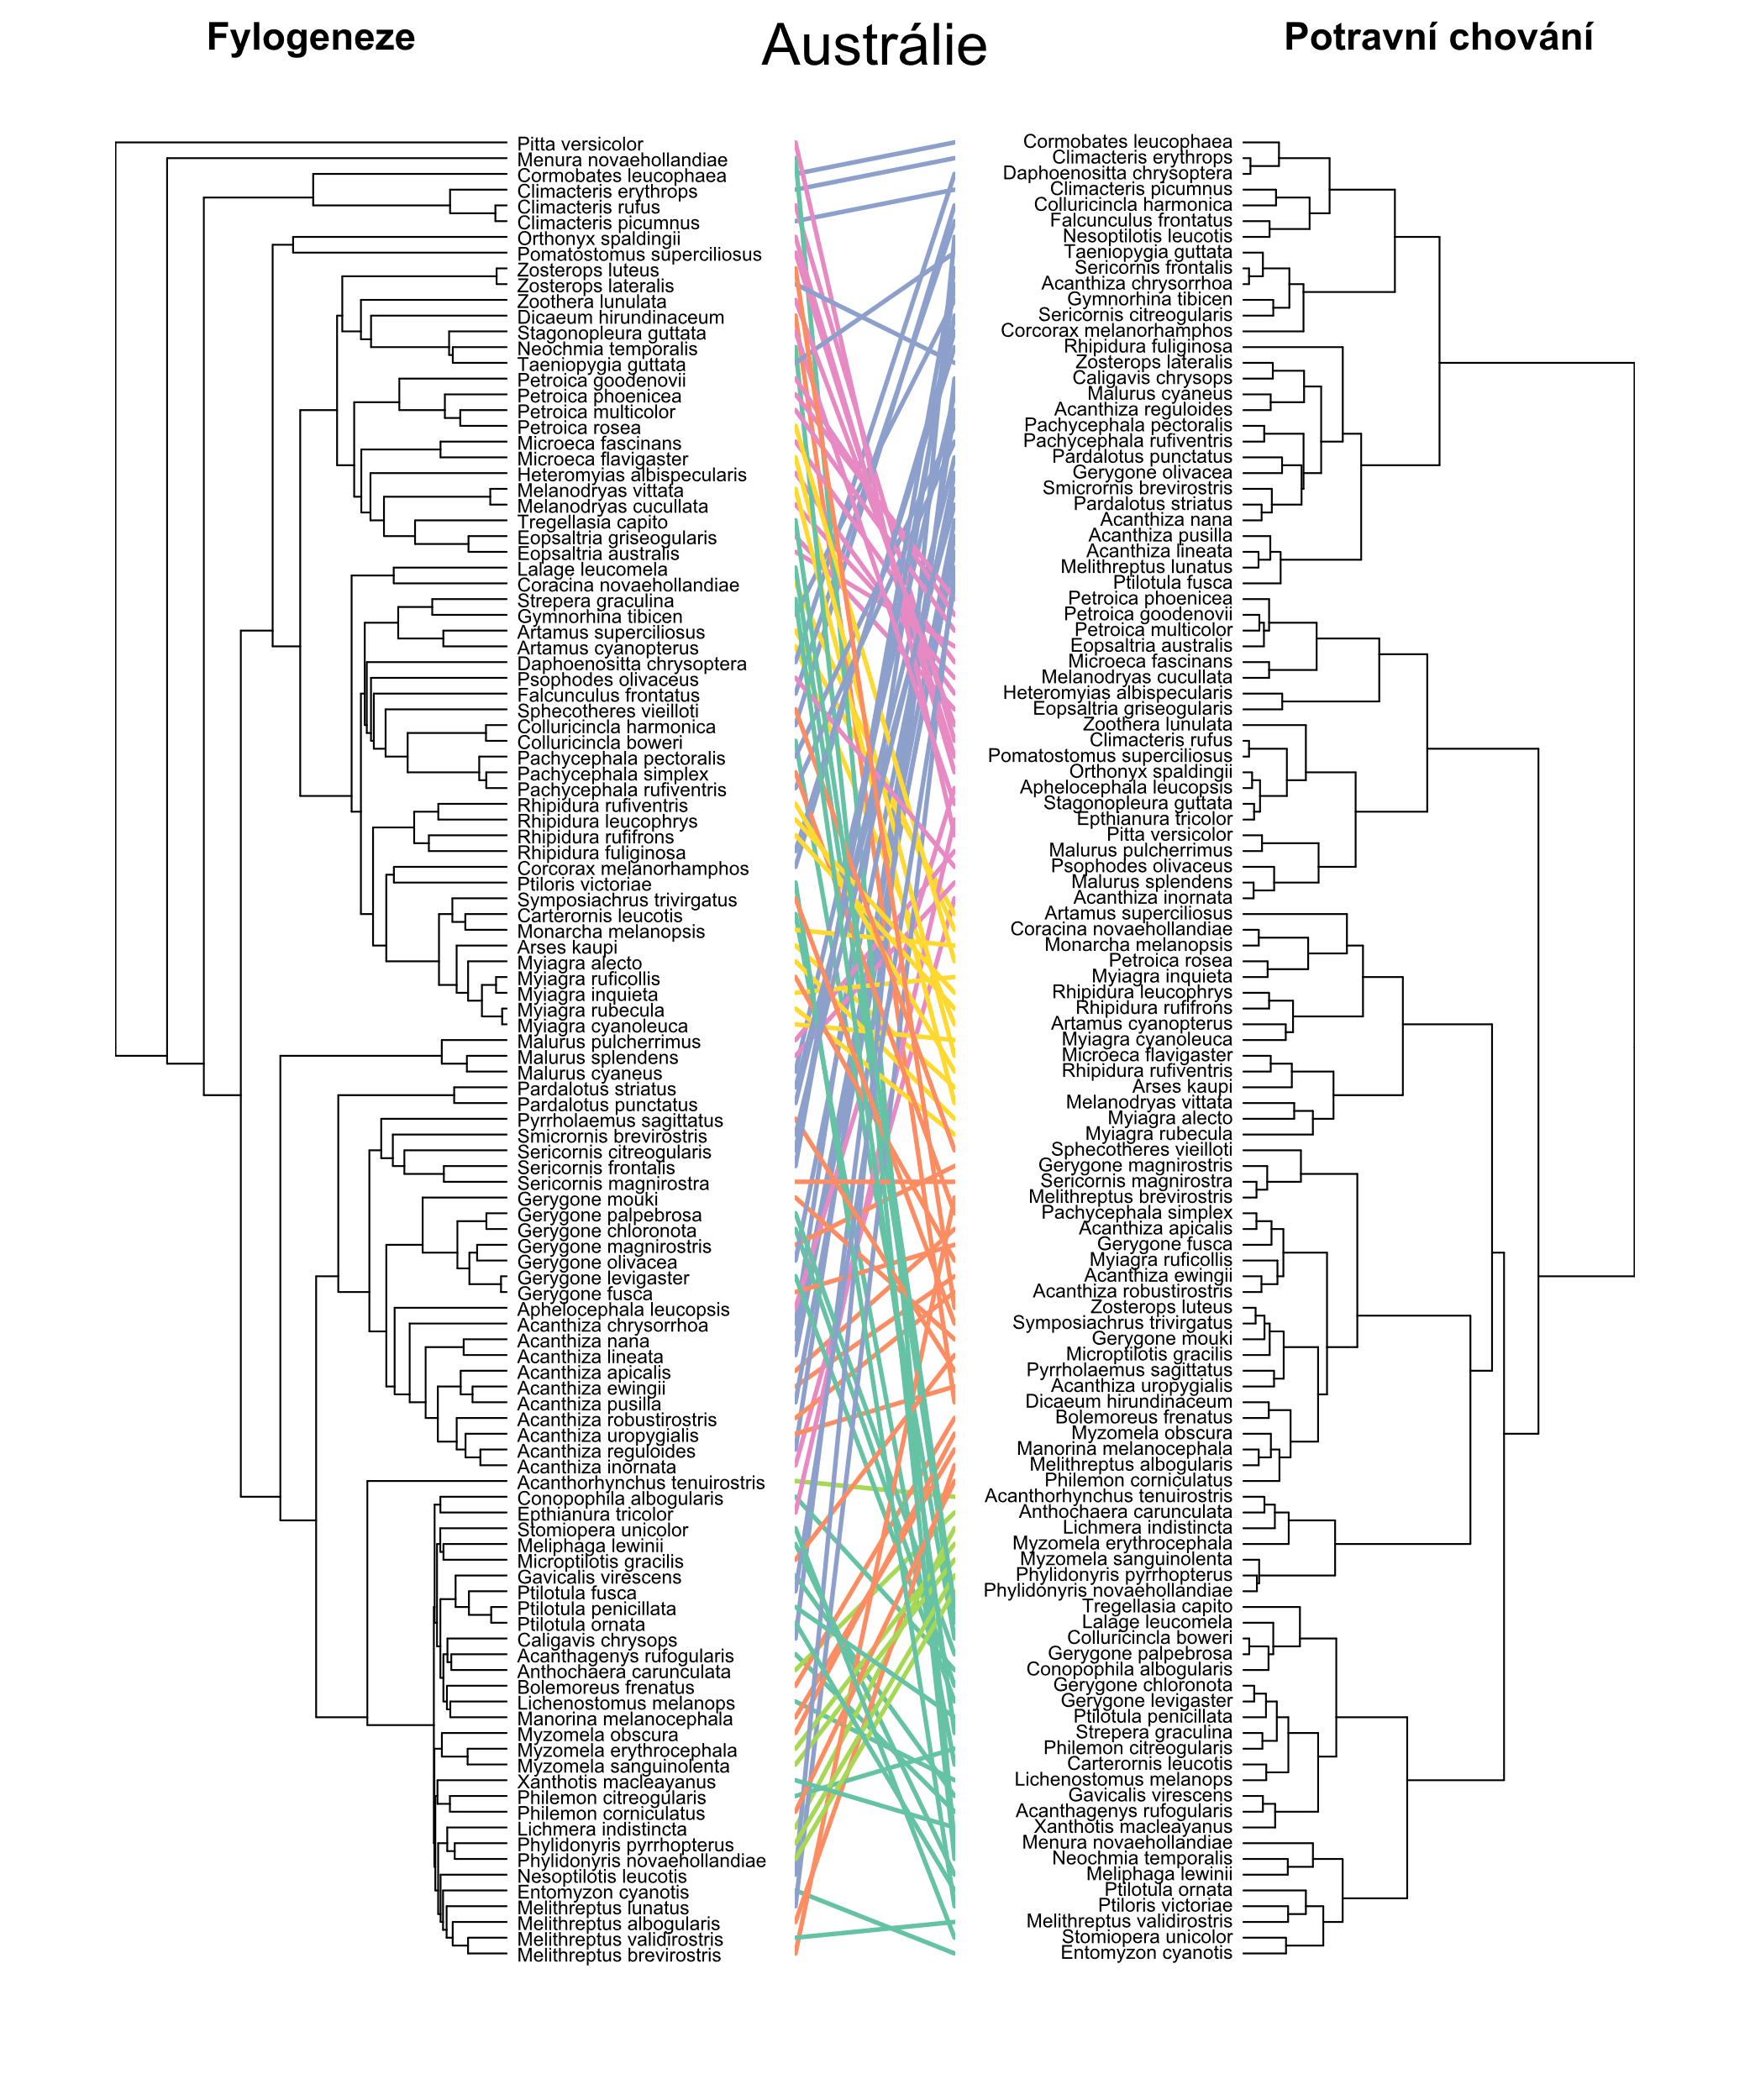 Fylogeneze
Austrálie
Potravní chování
Pitta versicolor
Menura novaehollandiae
Cormobates leucophaea
Climacteris erythrops
Climacteris rufus
Climacteris picumnus
Orthonyx spaldingii
Pomatostomus superciliosus
Zosterops luteus
Zosterops lateralis
Zoothera lunulata
Dicaeum hirundinaceum
Stagonopleura guttata
Neochmia temporalis
Taeniopygia guttata
Petroica goodenovii
Petroica phoenicea
Petroica multicolor
Petroica rosea
Microeca fascinans
Microeca flavigaster
Heteromyias albispecularis
Melanodryas vittata
Melanodryas cucullata
Tregellasia capito
Eopsaltria griseogularis
Eopsaltria australis
Lalage leucomela
Coracina novaehollandiae
Strepera graculina
Gymnorhina tibicen
Artamus superciliosus
Artamus cyanopterus
Daphoenositta chrysoptera
Psophodes olivaceus
Falcunculus frontatus
Sphecotheres vieilloti
Colluricincla harmonica
Colluricincla boweri
Pachycephala pectoralis
Pachycephala simplex
Pachycephala rufiventris
Rhipidura rufiventris
Rhipidura leucophrys
Rhipidura rufifrons
Rhipidura fuliginosa
Corcorax melanorhamphos
Ptiloris victoriae
Symposiachrus trivirgatus
Carterornis leucotis
Monarcha melanopsis
Arses kaupi
Myiagra alecto
Myiagra ruficollis
Myiagra inquieta
Myiagra rubecula
Myiagra cyanoleuca
Malurus pulcherrimus
Malurus splendens
Malurus cyaneus
Pardalotus striatus
Pardalotus punctatus
Pyrrholaemus sagittatus
Smicrornis brevirostris
Sericornis citreogularis
Sericornis frontalis
Sericornis magnirostra
Gerygone mouki
Gerygone palpebrosa
Gerygone chloronota
Gerygone magnirostris
Gerygone olivacea
Gerygone levigaster
Gerygone fusca
Aphelocephala leucopsis
Acanthiza chrysorrhoa
Acanthiza nana
Acanthiza lineata
Acanthiza apicalis
Acanthiza ewingii
Acanthiza pusilla
Acanthiza robustirostris
Acanthiza uropygialis
Acanthiza reguloides
Acanthiza inornata
Acanthorhynchus tenuirostris
Conopophila albogularis
Epthianura tricolor
Stomiopera unicolor
Meliphaga lewinii
Microptilotis gracilis
Gavicalis virescens
Ptilotula fusca
Ptilotula penicillata
Ptilotula ornata
Caligavis chrysops
Acanthagenys rufogularis
Anthochaera carunculata
Bolemoreus frenatus
Lichenostomus melanops
Manorina melanocephala
Myzomela obscura
Myzomela erythrocephala
Myzomela sanguinolenta
Xanthotis macleayanus
Philemon citreogularis
Philemon corniculatus
Lichmera indistincta
Phylidonyris pyrrhopterus
Phylidonyris novaehollandiae
Nesoptilotis leucotis
Entomyzon cyanotis
Melithreptus lunatus
Melithreptus albogularis
Melithreptus validirostris
Melithreptus brevirostris
Cormobates leucophaea
Climacteris erythrops
Daphoenositta chrysoptera
Climacteris picumnus
Colluricincla harmonica
Falcunculus frontatus
Nesoptilotis leucotis
Taeniopygia guttata
Sericornis frontalis
Acanthiza chrysorrhoa
Gymnorhina tibicen
Sericornis citreogularis
Corcorax melanorhamphos
Rhipidura fuliginosa
Zosterops lateralis
Caligavis chrysops
Malurus cyaneus
Acanthiza reguloides
Pachycephala pectoralis
Pachycephala rufiventris
Pardalotus punctatus
Gerygone olivacea
Smicrornis brevirostris
Pardalotus striatus
Acanthiza nana
Acanthiza pusilla
Acanthiza lineata
Melithreptus lunatus
Ptilotula fusca
Petroica phoenicea
Petroica goodenovii
Petroica multicolor
Eopsaltria australis
Microeca fascinans
Melanodryas cucullata
Heteromyias albispecularis
Eopsaltria griseogularis
Zoothera lunulata
Climacteris rufus
Pomatostomus superciliosus
Orthonyx spaldingii
Aphelocephala leucopsis
Stagonopleura guttata
Epthianura tricolor
Pitta versicolor
Malurus pulcherrimus
Psophodes olivaceus
Malurus splendens
Acanthiza inornata
Artamus superciliosus
Coracina novaehollandiae
Monarcha melanopsis
Petroica rosea
Myiagra inquieta
Rhipidura leucophrys
Rhipidura rufifrons
Artamus cyanopterus
Myiagra cyanoleuca
Microeca flavigaster
Rhipidura rufiventris
Arses kaupi
Melanodryas vittata
Myiagra alecto
Myiagra rubecula
Sphecotheres vieilloti
Gerygone magnirostris
Sericornis magnirostra
Melithreptus brevirostris
Pachycephala simplex
Acanthiza apicalis
Gerygone fusca
Myiagra ruficollis
Acanthiza ewingii
Acanthiza robustirostris
Zosterops luteus
Symposiachrus trivirgatus
Gerygone mouki
Microptilotis gracilis
Pyrrholaemus sagittatus
Acanthiza uropygialis
Dicaeum hirundinaceum
Bolemoreus frenatus
Myzomela obscura
Manorina melanocephala
Melithreptus albogularis
Philemon corniculatus
Acanthorhynchus tenuirostris
Anthochaera carunculata
Lichmera indistincta
Myzomela erythrocephala
Myzomela sanguinolenta
Phylidonyris pyrrhopterus
Phylidonyris novaehollandiae
Tregellasia capito
Lalage leucomela
Colluricincla boweri
Gerygone palpebrosa
Conopophila albogularis
Gerygone chloronota
Gerygone levigaster
Ptilotula penicillata
Strepera graculina
Philemon citreogularis
Carterornis leucotis
Lichenostomus melanops
Gavicalis virescens
Acanthagenys rufogularis
Xanthotis macleayanus
Menura novaehollandiae
Neochmia temporalis
Meliphaga lewinii
Ptilotula ornata
Ptiloris victoriae
Melithreptus validirostris
Stomiopera unicolor
Entomyzon cyanotis